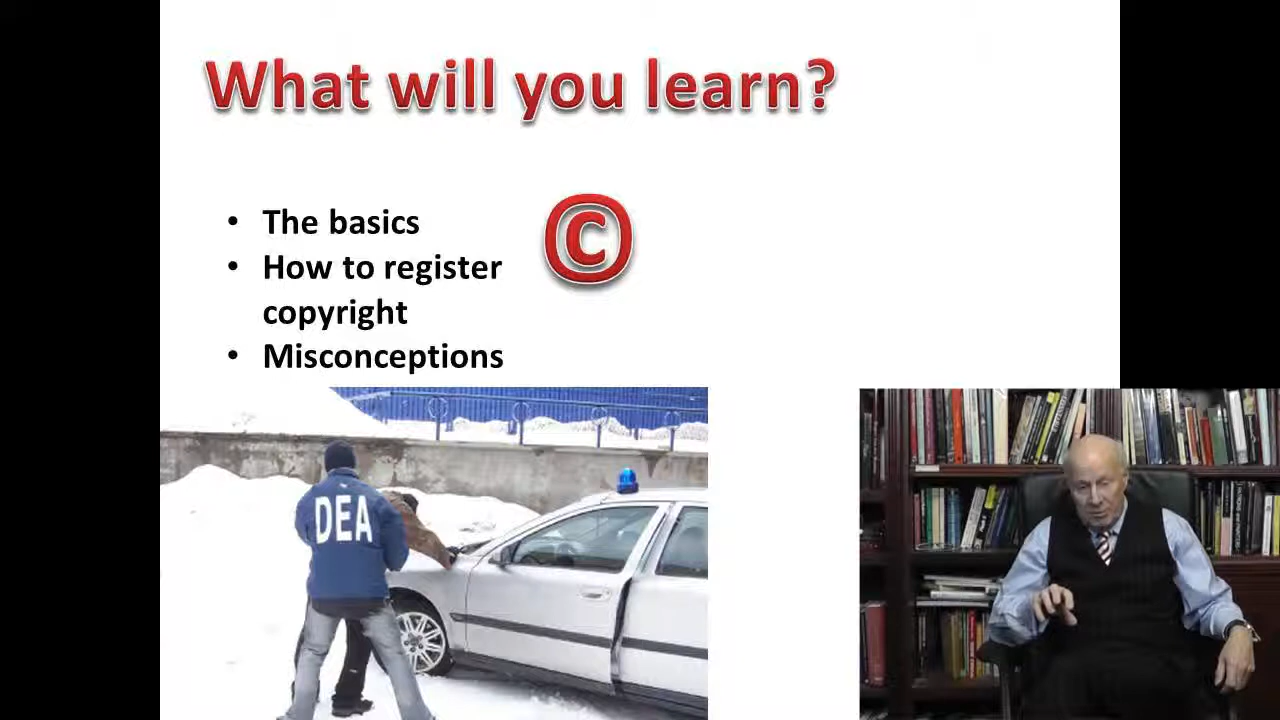 What will you learn?
• The basics
©
• How to register
copyright
• Misconceptions
DEA